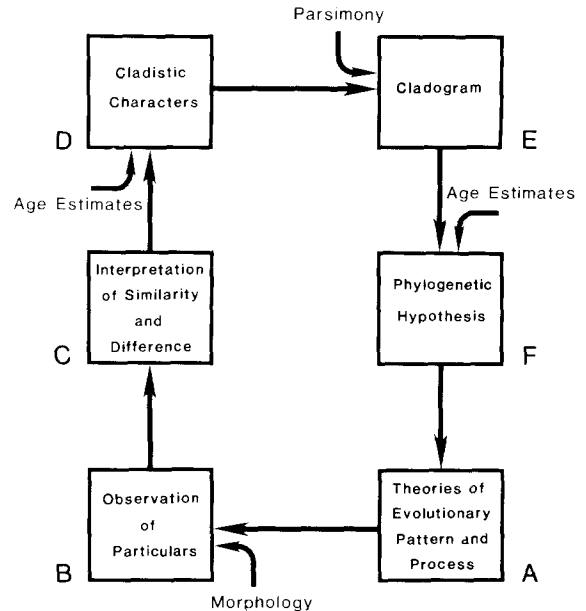 Parsimony
Cladistic
Characters
D
Cladogram
E
Age Estimates
Age Estimates
Interpretation
of Similarity
and
Difference
C
Phylogenetic
Hypothesis
F
Observation
of
Particulars
B
Theories of
Evolutionary
Pattern and
Process
A
Morphology